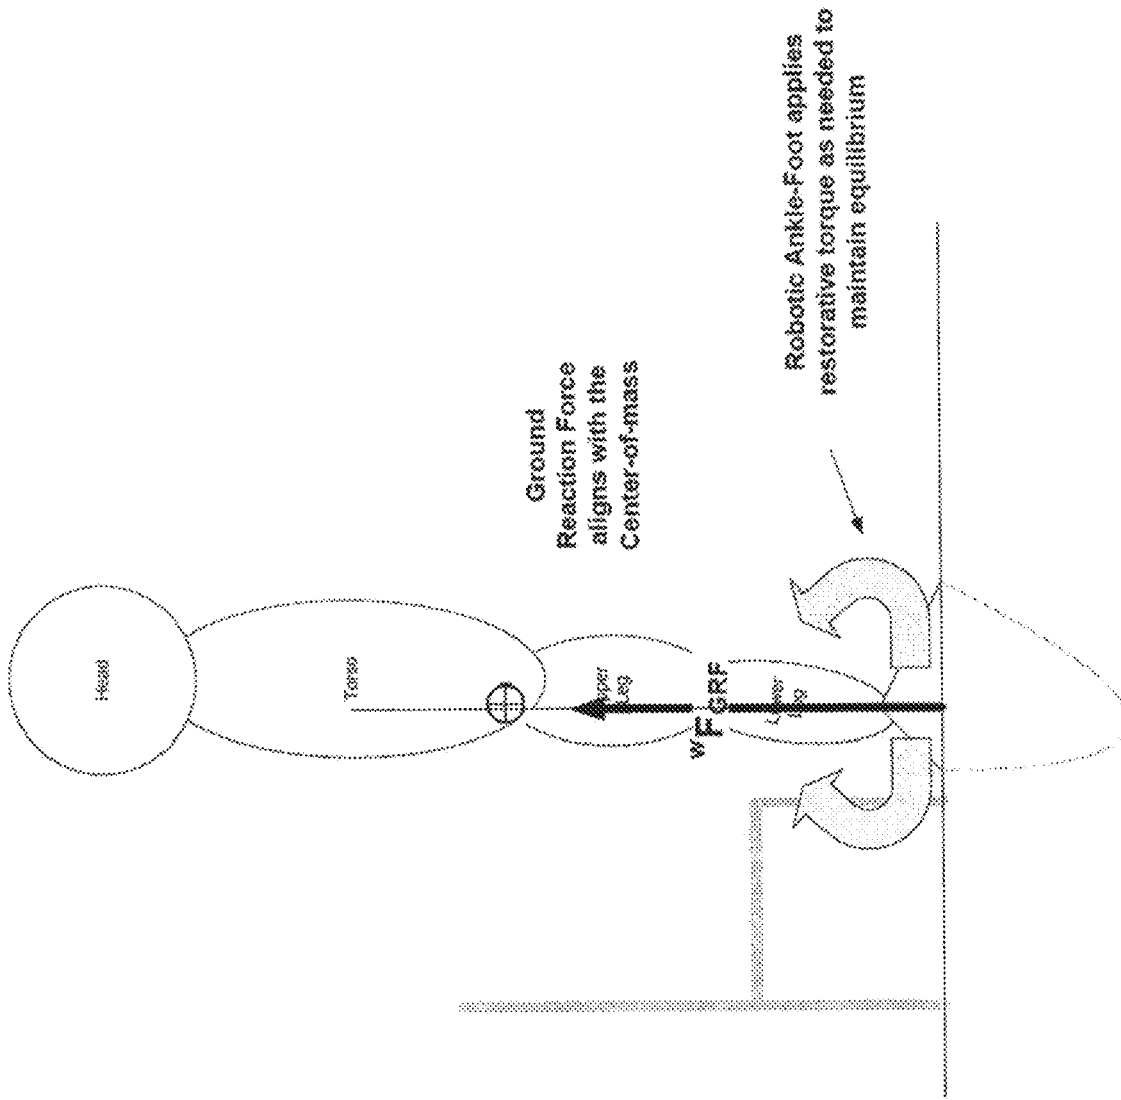 Head
Torso
Ground
Reaction Force
aligns with the
Center-of-mass
Upper
Leg
wFGRF
Lower
Leg
Robotic Ankle-Foot applies
restorative torque as needed to
maintain equilibrium